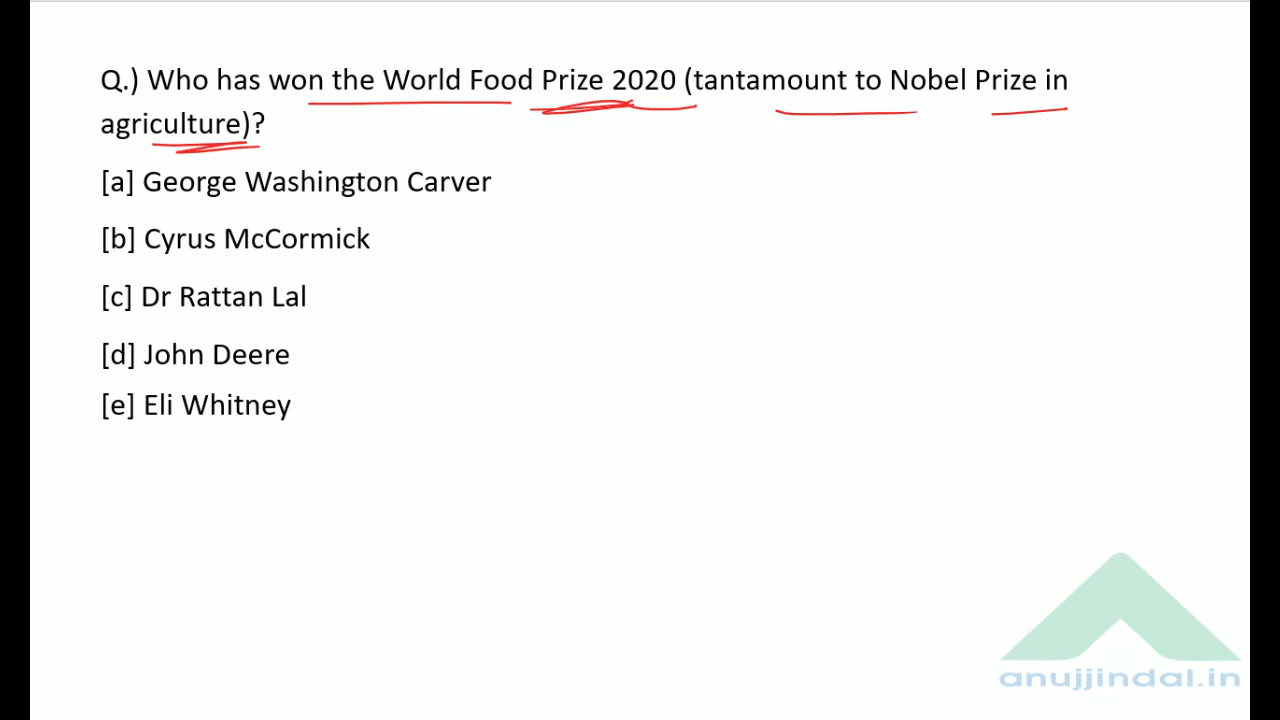 Q.) Who has won the World Food Prize 2020 (tantamount to Nobel Prize in
agriculture)?
[a] George Washington Carver
[b] Cyrus McCormick
[c] Dr Rattan Lal
[d] John Deere
[e] Eli Whitney
anujjindal.in